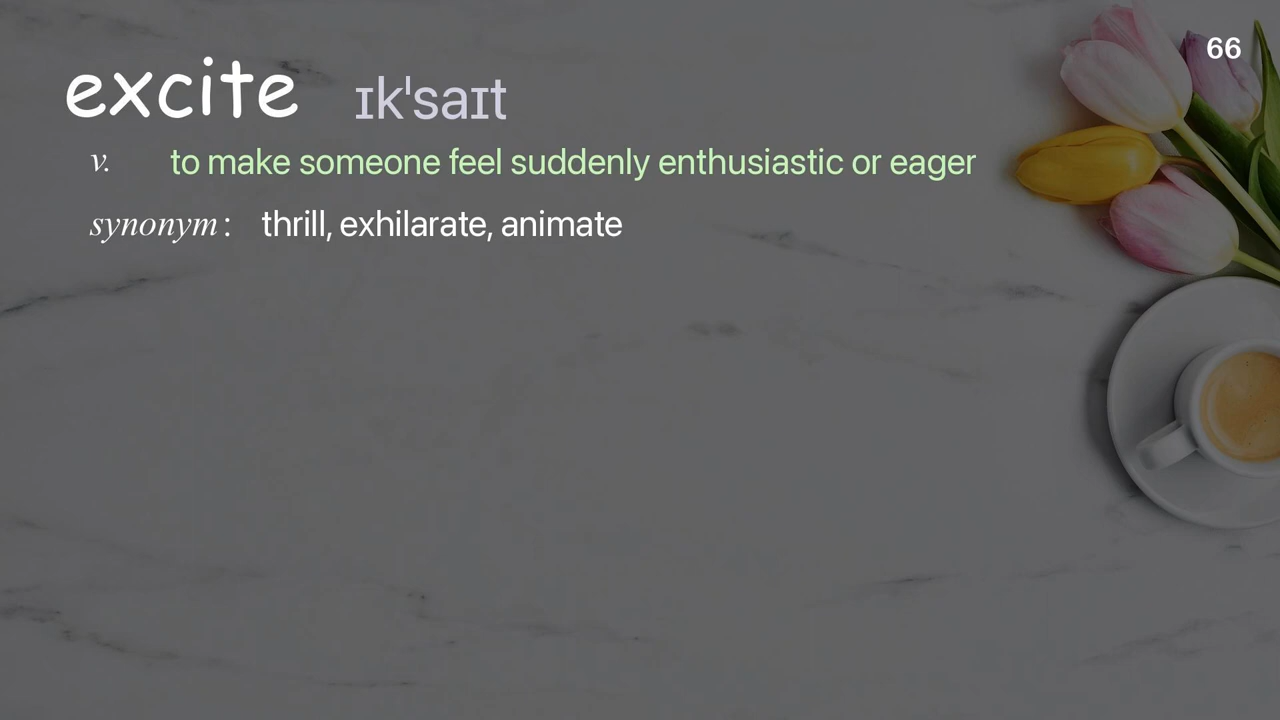 66
excite ɪkˈsaɪt
v. to make someone feel suddenly enthusiastic or eager
synonym: thrill, exhilarate, animate